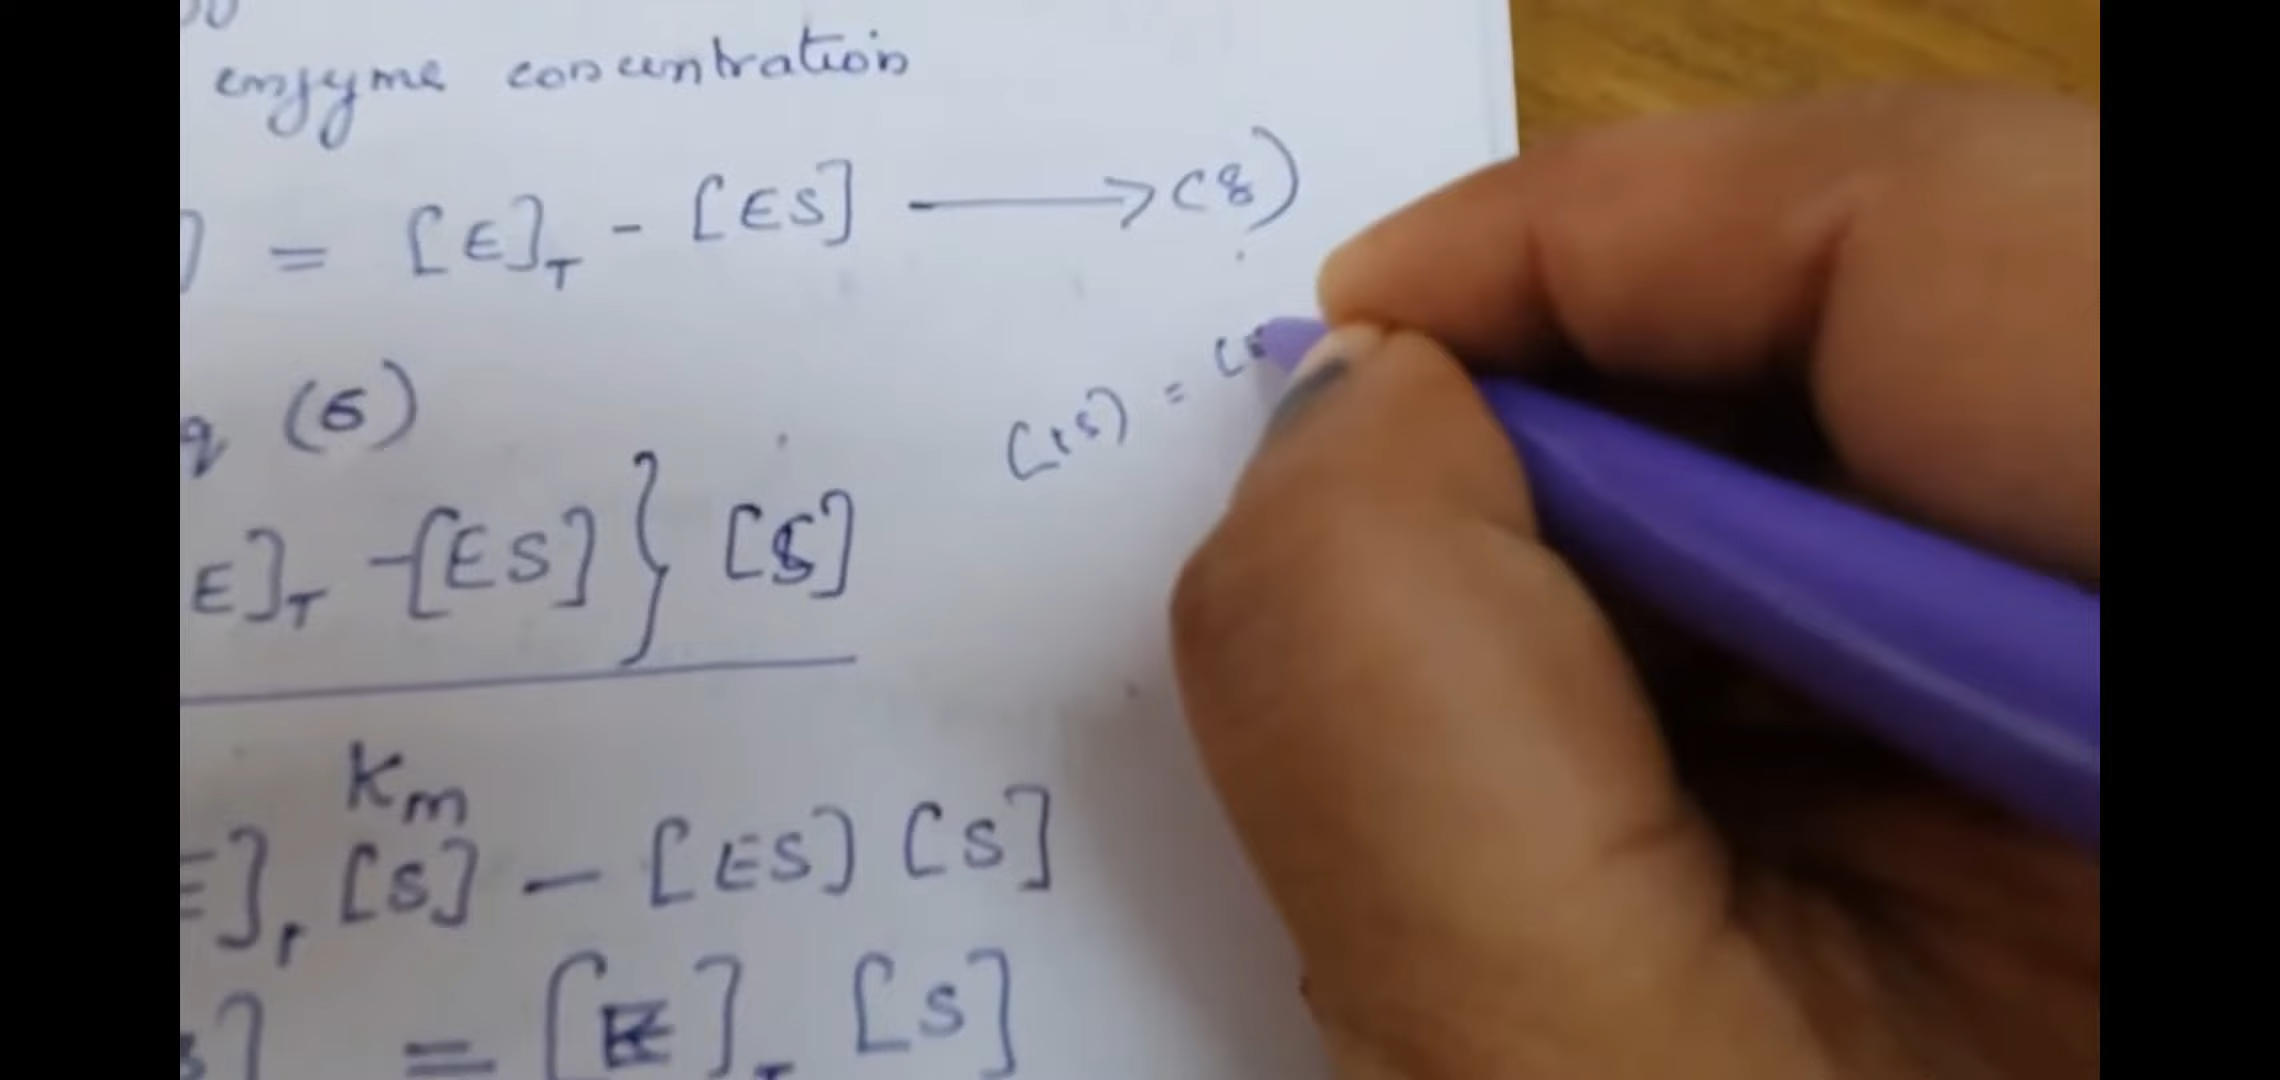 enzyme concentration
] = [E]T - [ES] ⟶ (8)
q (6)
E]T - [ES] } [S]
Km
E]T [S] - [ES] [S]
] = [E]T [S]